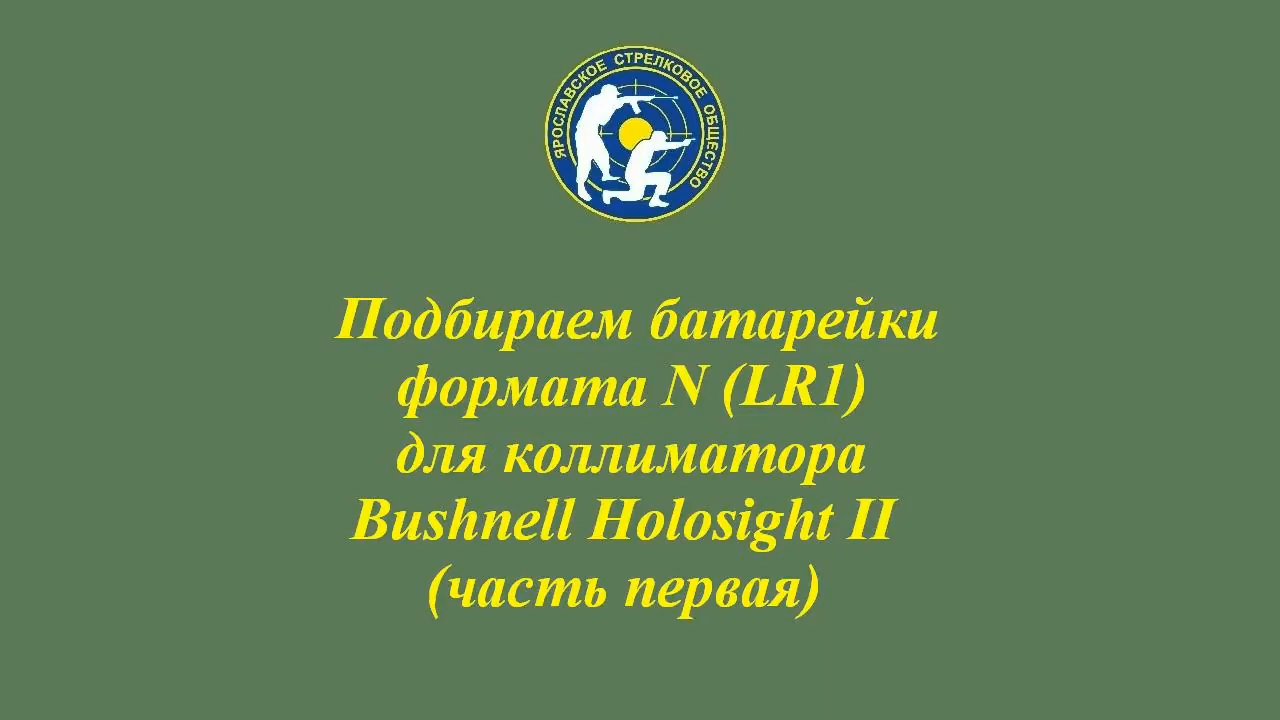 ЯРОСЛАВСКОЕ СТРЕЛКОВОЕ ОБЩЕСТВО
Подбираем батарейки
формата N (LR1)
для коллиматора
Bushnell Holosight II
(часть первая)